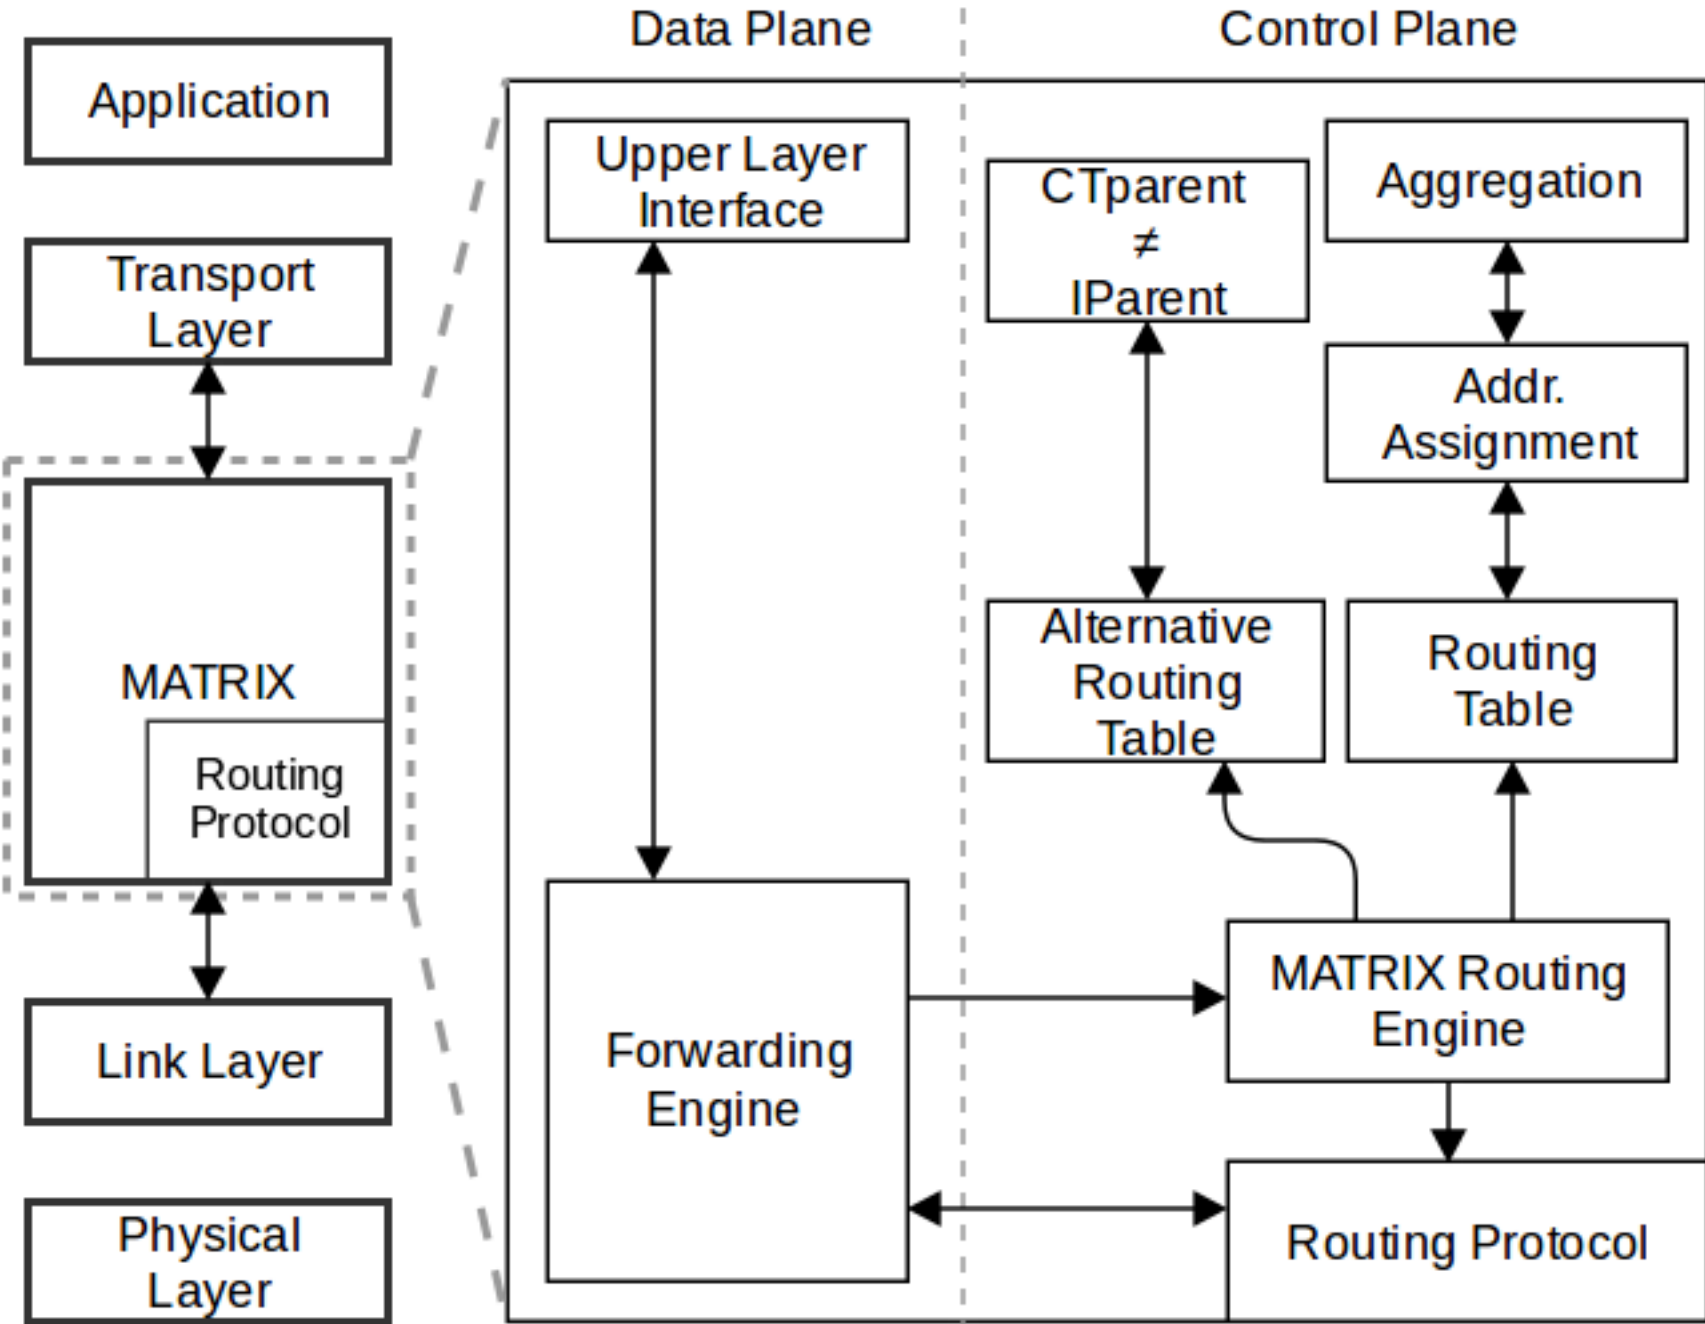 Data Plane
Control Plane
Application
Transport
Layer
MATRIX
Routing
Protocol
Link Layer
Physical
Layer
Upper Layer
Interface
Forwarding
Engine
CTparent
≠
IParent
Aggregation
Addr.
Assignment
Alternative
Routing
Table
Routing
Table
MATRIX Routing
Engine
Routing Protocol